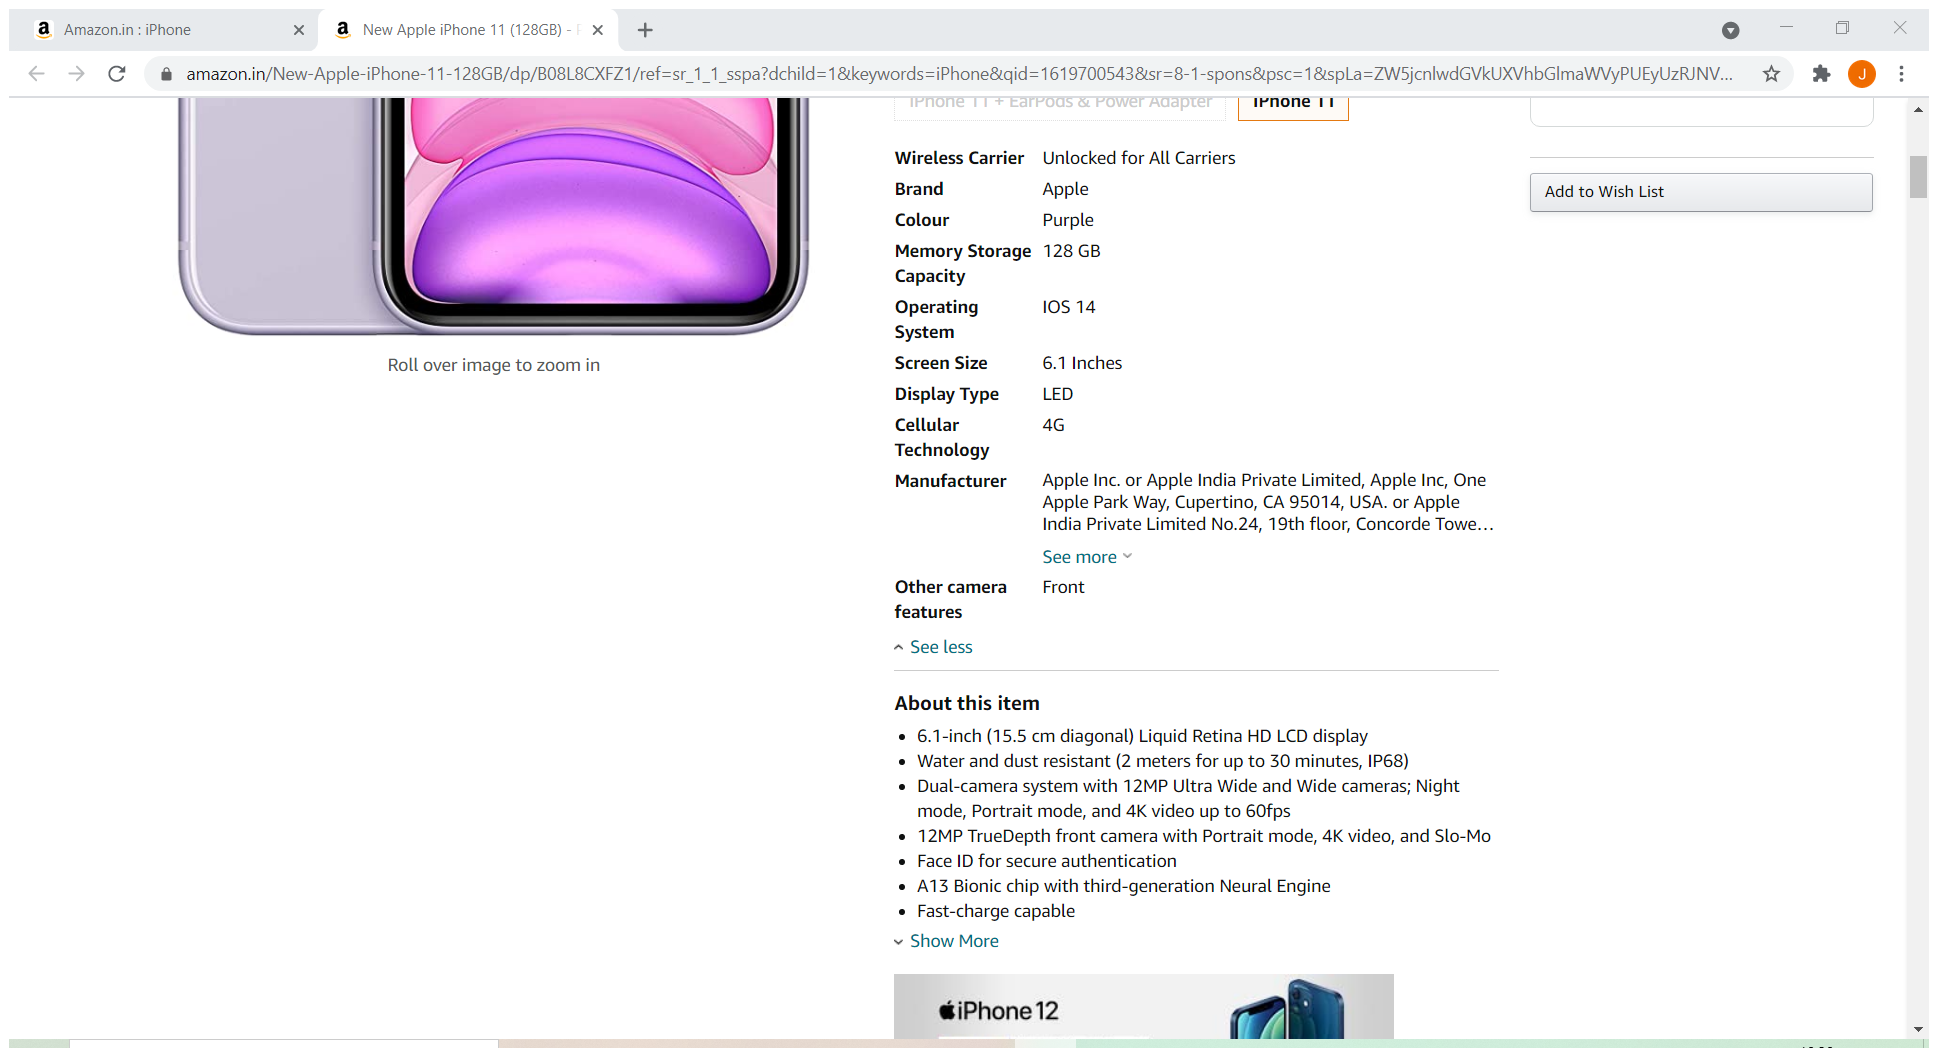 Amazon.in : iPhone
New Apple iPhone 11 (128GB) -
amazon.in/New-Apple-iPhone-11-128GB/dp/B08L8CXFZ1/ref=sr_1_1_sspa?dchild=1&keywords=iPhone&qid=1619700543&sr=8-1-spons&psc=1&spLa=ZW5jcnlwdGVkUXVhbGlmaWVyPUEyUzRJNV...
J
iPhone 11 + EarPods & Power Adapter iPhone 11
Wireless Carrier Unlocked for All Carriers
Brand Apple
Colour Purple
Memory Storage 128 GB
Capacity
Operating IOS 14
System
Screen Size 6.1 Inches
Display Type LED
Cellular 4G
Technology
Manufacturer Apple Inc. or Apple India Private Limited, Apple Inc, One
Apple Park Way, Cupertino, CA 95014, USA. or Apple
India Private Limited No.24, 19th floor, Concorde Towe...
See more
Other camera Front
features
See less
Add to Wish List
Roll over image to zoom in
About this item
• 6.1-inch (15.5 cm diagonal) Liquid Retina HD LCD display
• Water and dust resistant (2 meters for up to 30 minutes, IP68)
• Dual-camera system with 12MP Ultra Wide and Wide cameras; Night
mode, Portrait mode, and 4K video up to 60fps
• 12MP TrueDepth front camera with Portrait mode, 4K video, and Slo-Mo
• Face ID for secure authentication
• A13 Bionic chip with third-generation Neural Engine
• Fast-charge capable
Show More
iPhone 12